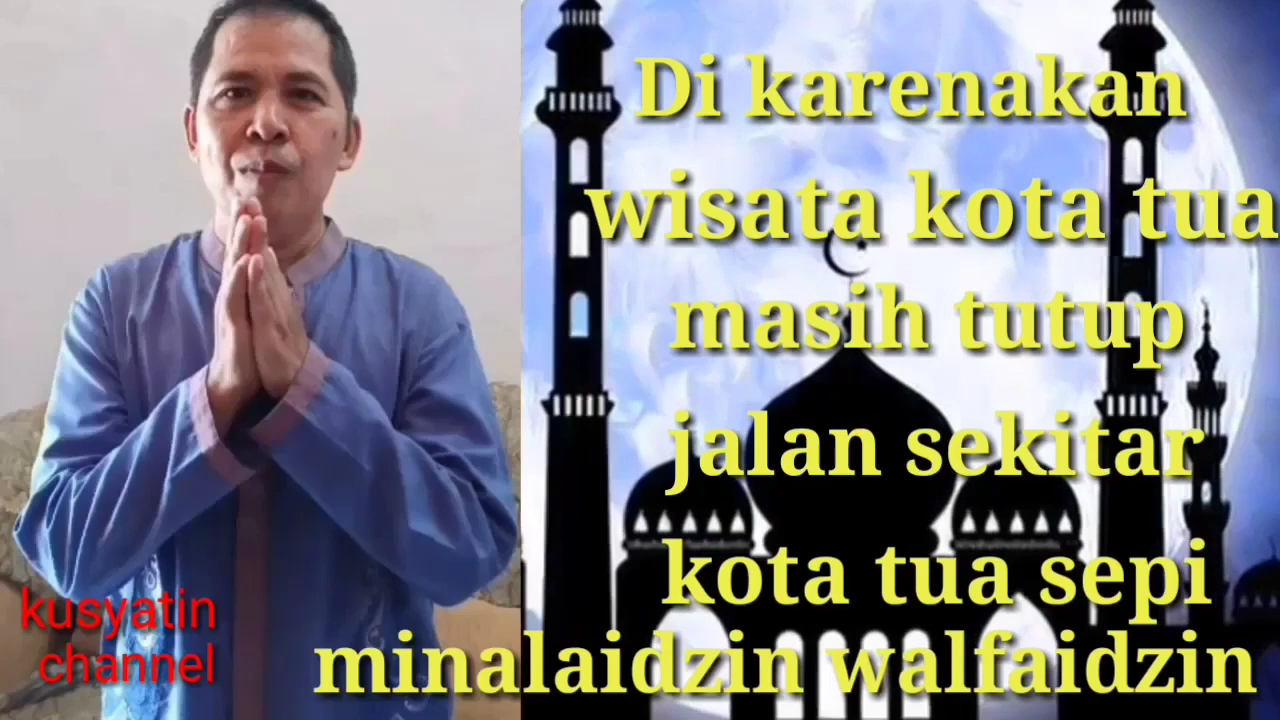 Di karenakan
wisata kota tua
masih tutup
jalan sekitar
kota tua sepi
minalaidzin walfaidzin
kusyatin
channel